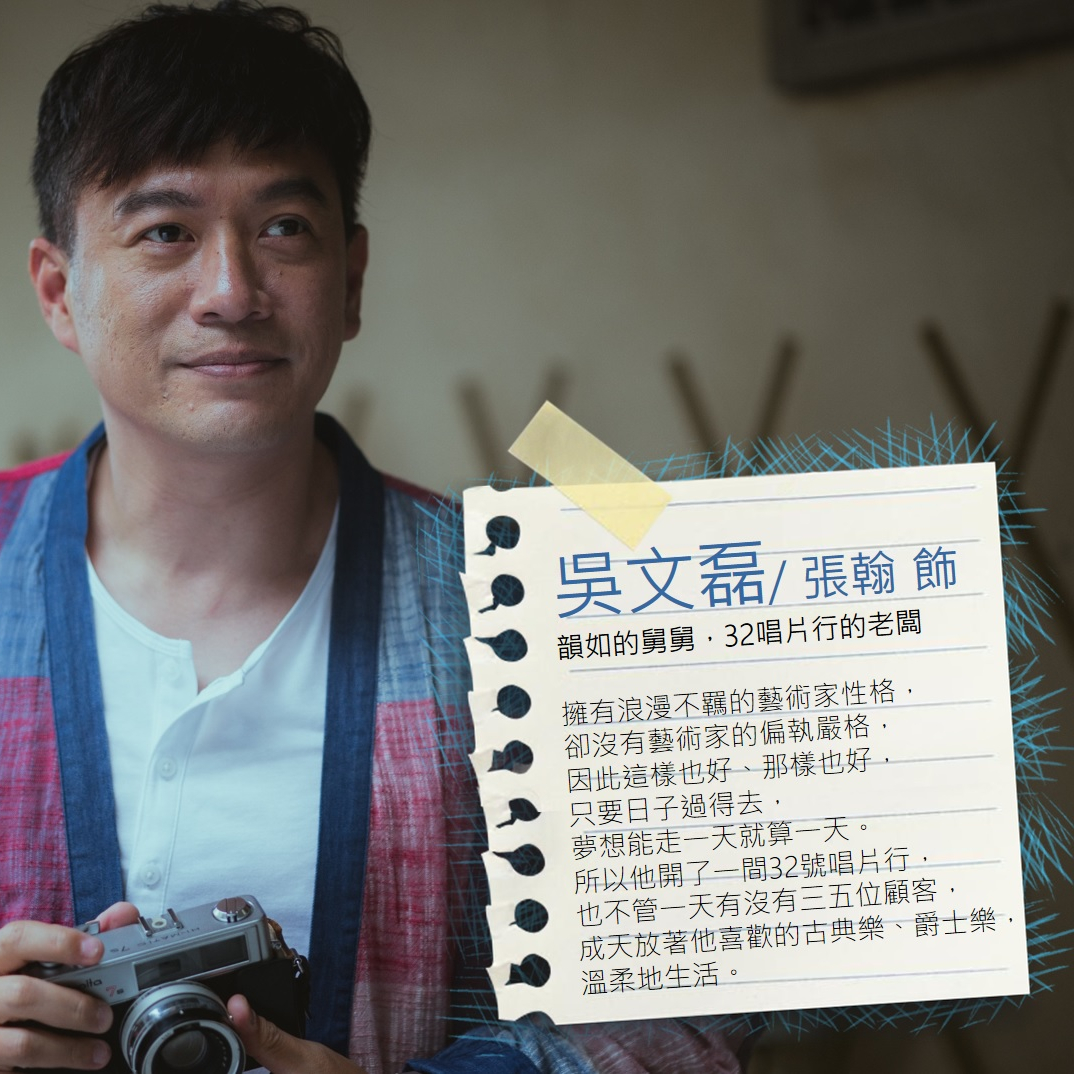 吳文磊/ 張翰 飾
韻如的舅舅，32唱片行的老闆
擁有浪漫不羈的藝術家性格，
卻沒有藝術家的偏執嚴格，
因此這樣也好、那樣也好，
只要日子過得去，
夢想能走一天就算一天。
所以他開了一間32號唱片行，
也不管一天有沒有三五位顧客，
成天放著他喜歡的古典樂、爵士樂，
溫柔地生活。